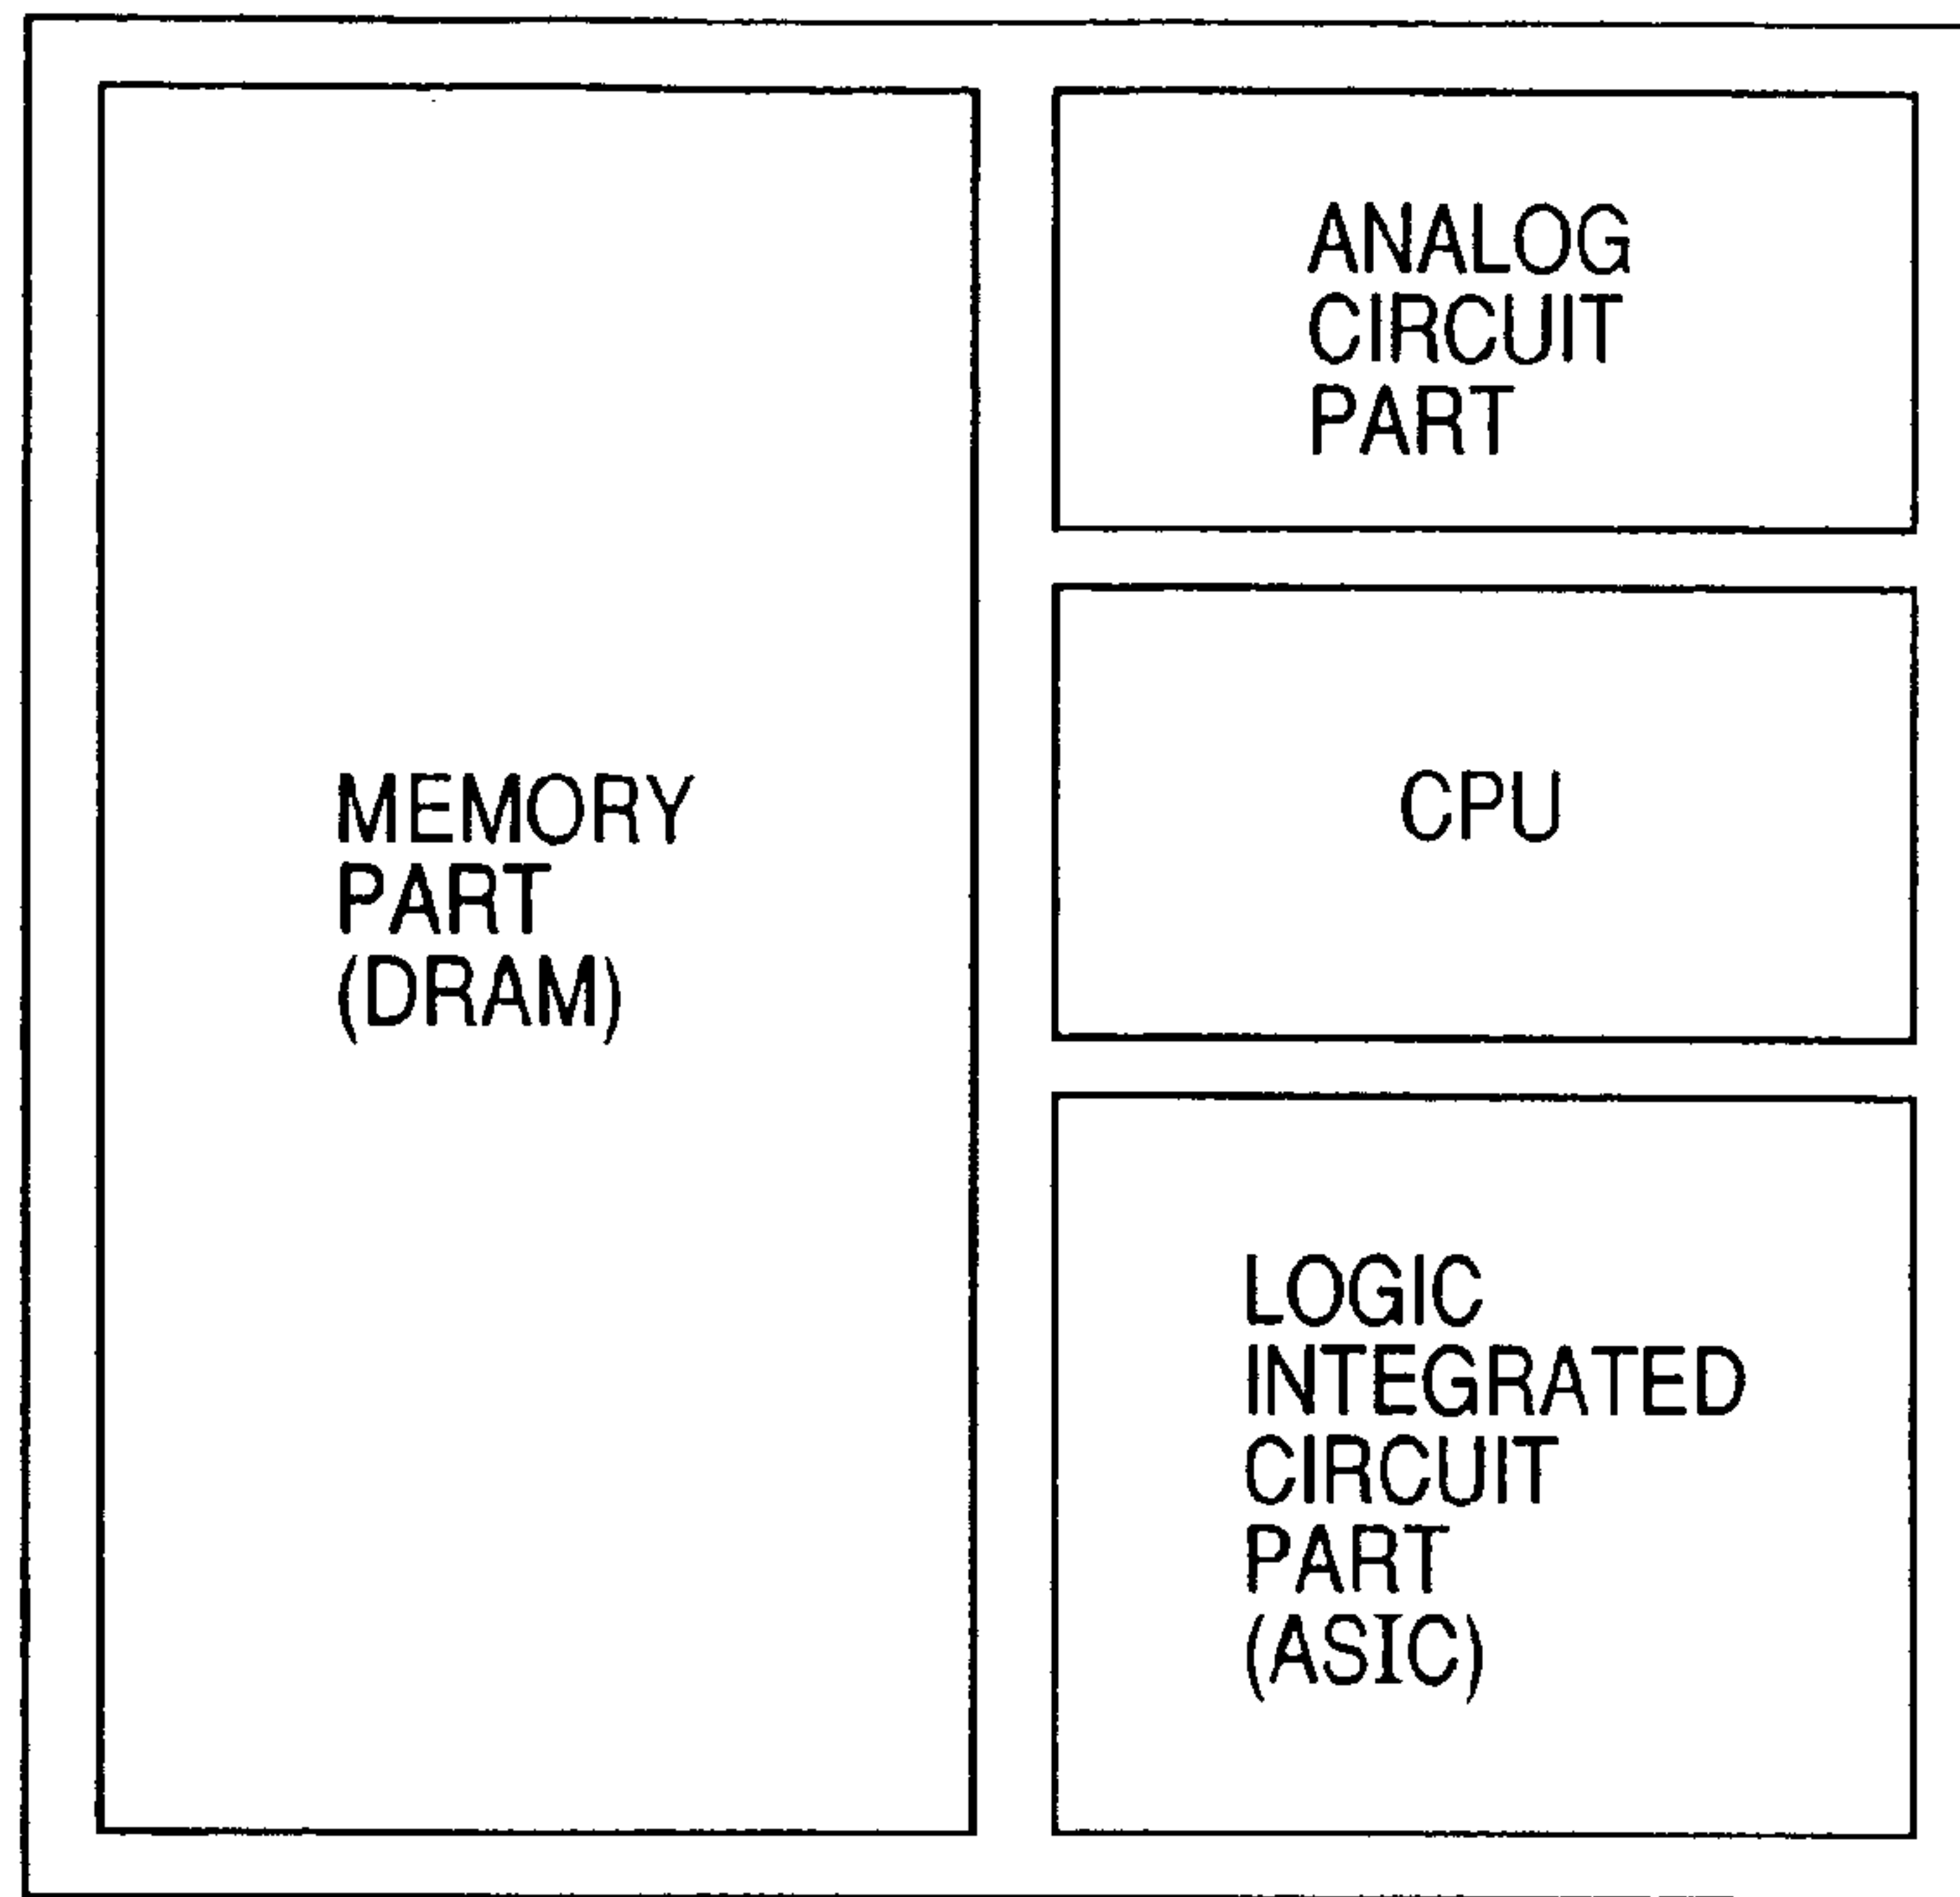 MEMORY
PART
(DRAM)
ANALOG
CIRCUIT
PART
CPU
LOGIC
INTEGRATED
CIRCUIT
PART
(ASIC)